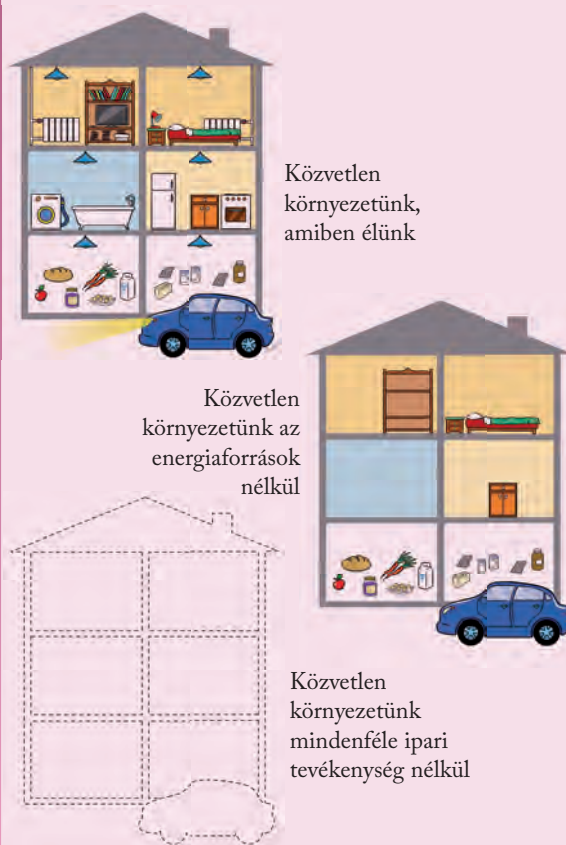 Közvetlen
környezetünk,
amiben élünk
Közvetlen
környezetünk az
energiaforrások
nélkül
Közvetlen
környezetünk
mindenféle ipari
tevékenység nélkül